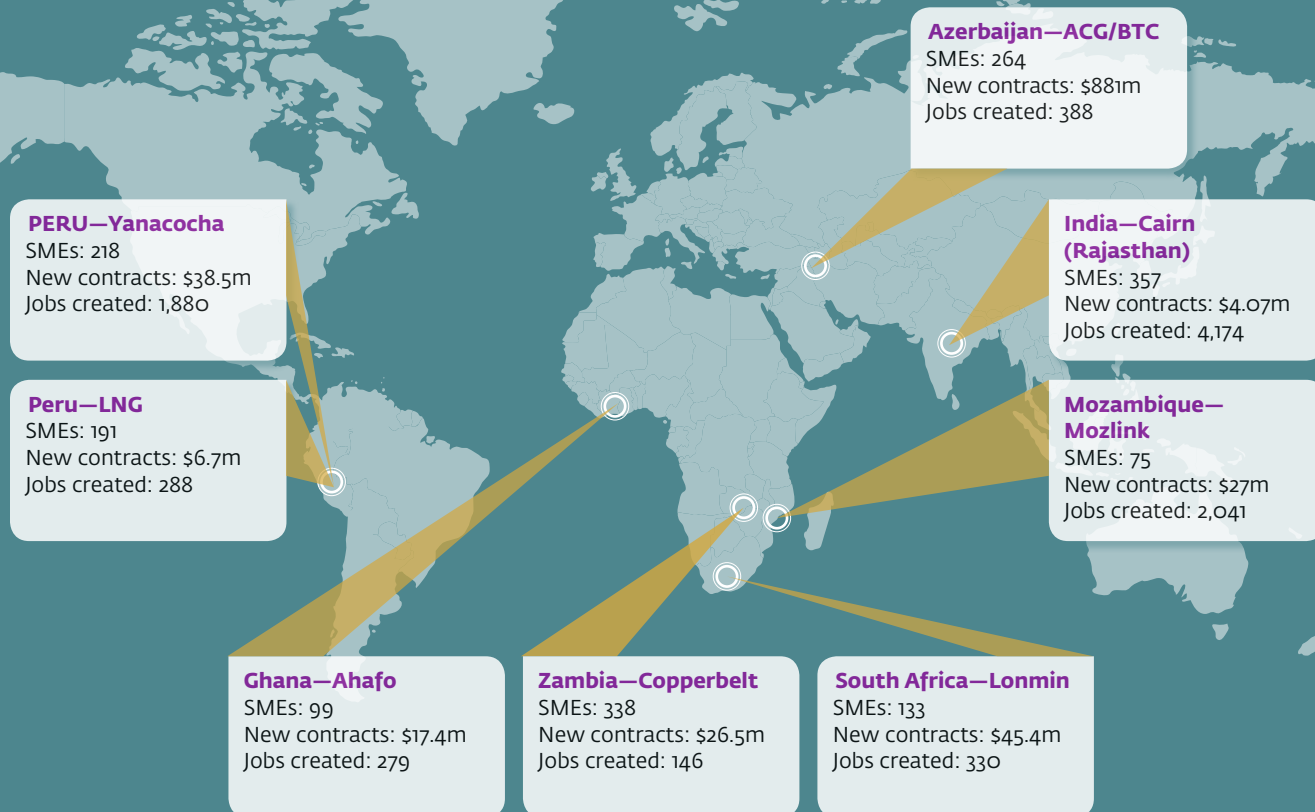 Azerbaijan—ACG/BTC
SMEs: 264
New contracts: $881m
Jobs created: 388
PERU—Yanacocha
SMEs: 218
New contracts: $38.5m
Jobs created: 1,880
India—Cairn
(Rajasthan)
SMEs: 357
New contracts: $4.07m
Jobs created: 4,174
Peru—LNG
SMEs: 191
New contracts: $6.7m
Jobs created: 288
Mozambique—
Mozlink
SMEs: 75
New contracts: $27m
Jobs created: 2,041
Ghana—Ahafo
SMEs: 99
New contracts: $17.4m
Jobs created: 279
Zambia—Copperbelt
SMEs: 338
New contracts: $26.5m
Jobs created: 146
South Africa—Lonmin
SMEs: 133
New contracts: $45.4m
Jobs created: 330